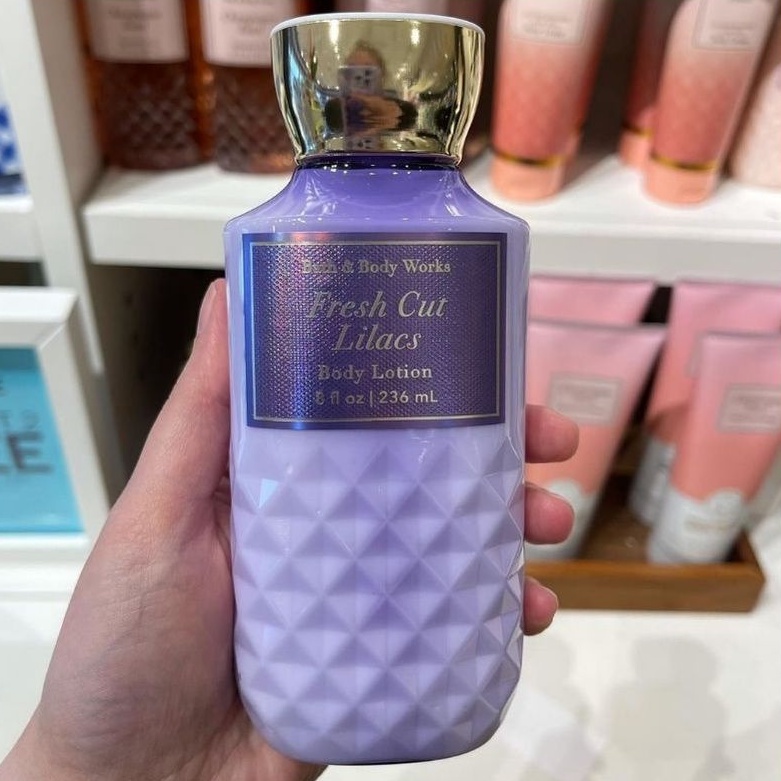 Bath & Body Works
Fresh Cut
Lilacs
Body Lotion
8 fl oz | 236 mL